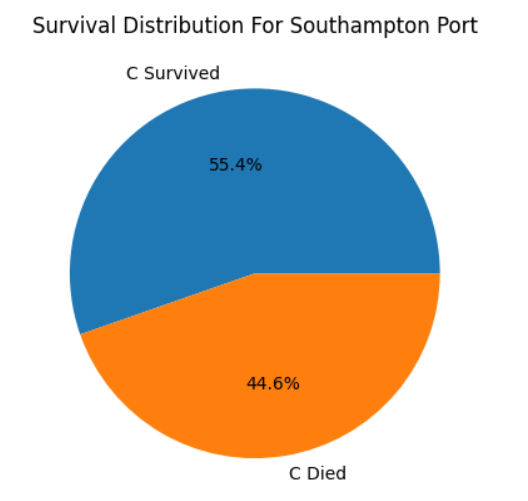 Survival Distribution For Southampton Port
C Survived
55.4%
44.6%
C Died